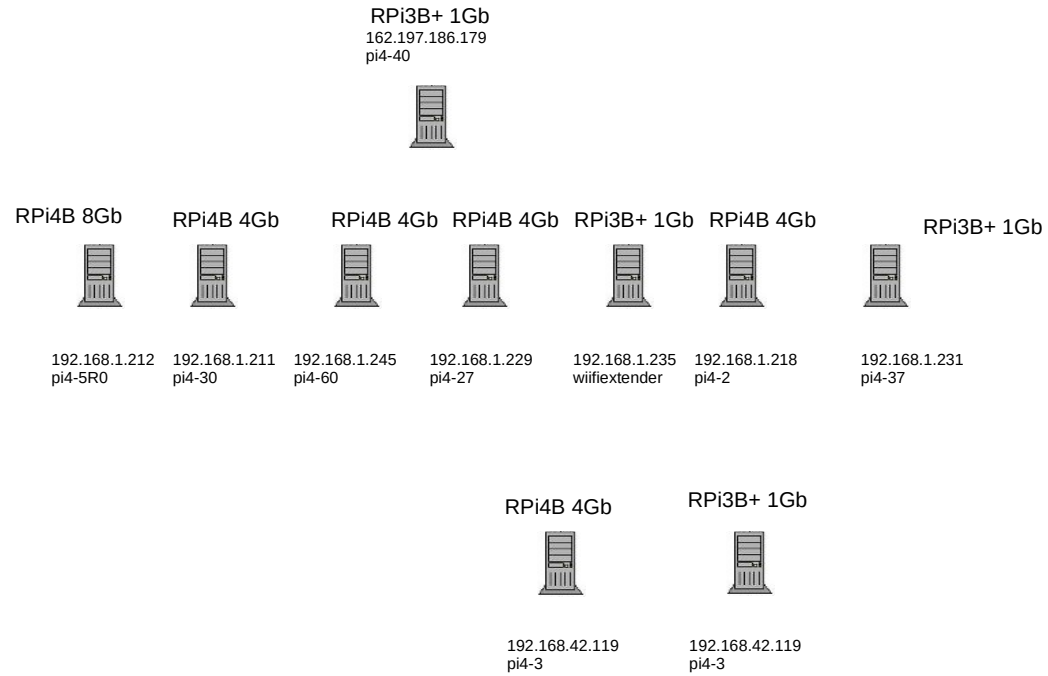 RPi3B+ 1Gb
162.197.186.179
pi4-40
RPi4B 8Gb
RPi4B 4Gb
RPi4B 4Gb
RPi4B 4Gb
RPi3B+ 1Gb
RPi4B 4Gb
RPi3B+ 1Gb
192.168.1.212
pi4-5R0
192.168.1.211
pi4-30
192.168.1.245
pi4-60
192.168.1.229
pi4-27
192.168.1.235
wiifiextender
192.168.1.218
pi4-2
192.168.1.231
pi4-37
RPi4B 4Gb
RPi3B+ 1Gb
192.168.42.119
pi4-3
192.168.42.119
pi4-3